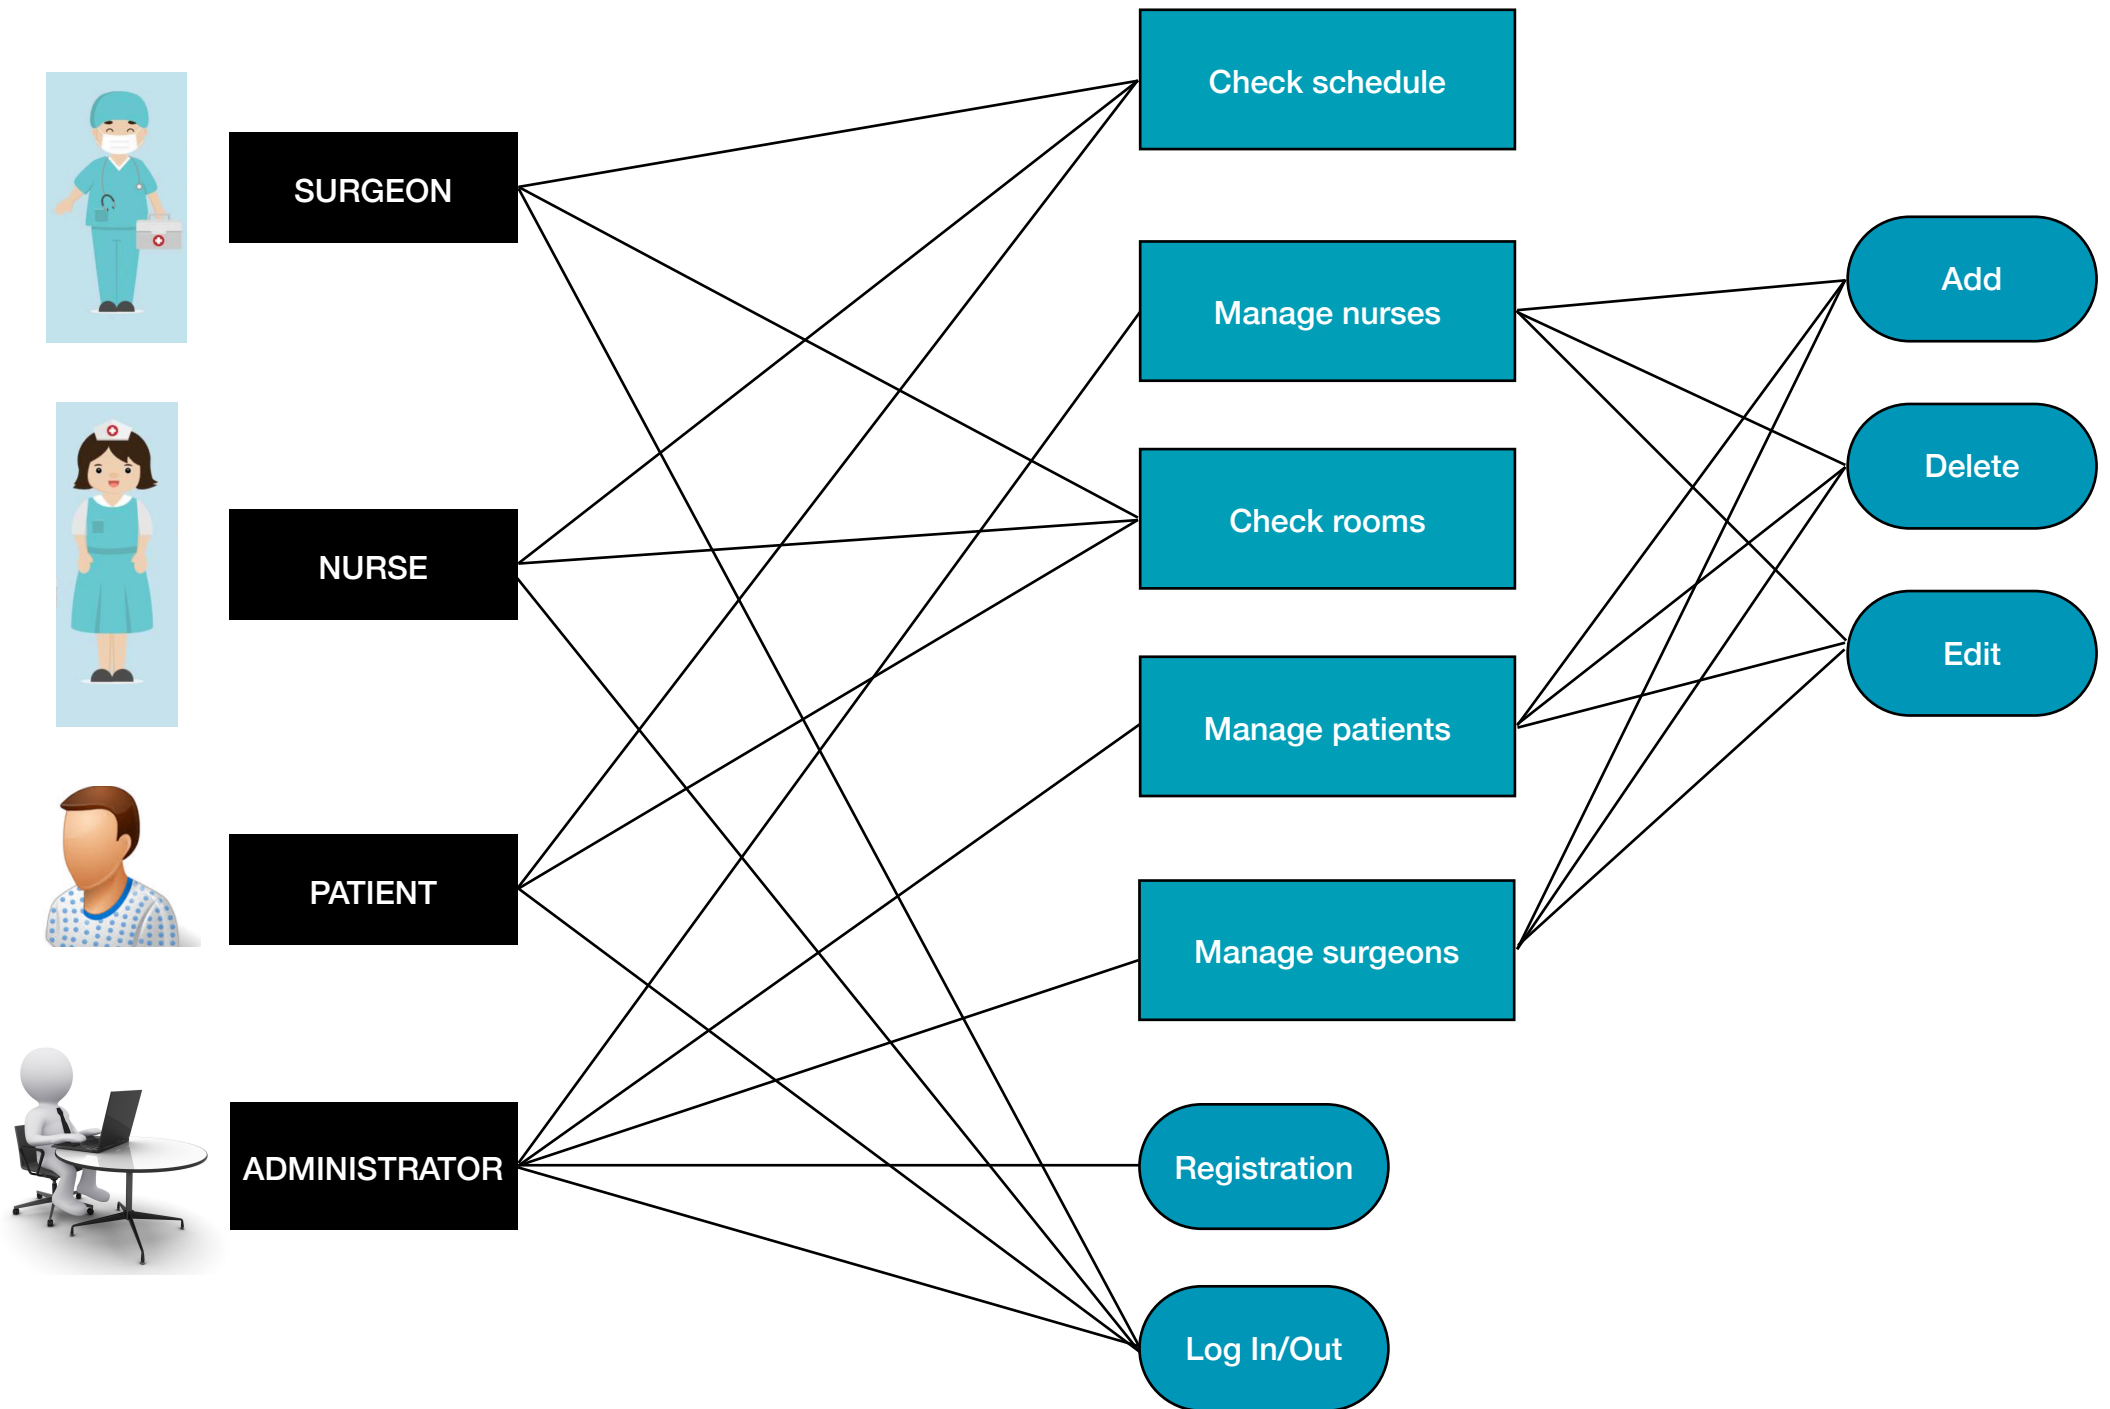 Check schedule
SURGEON
Manage nurses
Add
Delete
Check rooms
NURSE
Edit
Manage patients
PATIENT
Manage surgeons
ADMINISTRATOR
Registration
Log In/Out